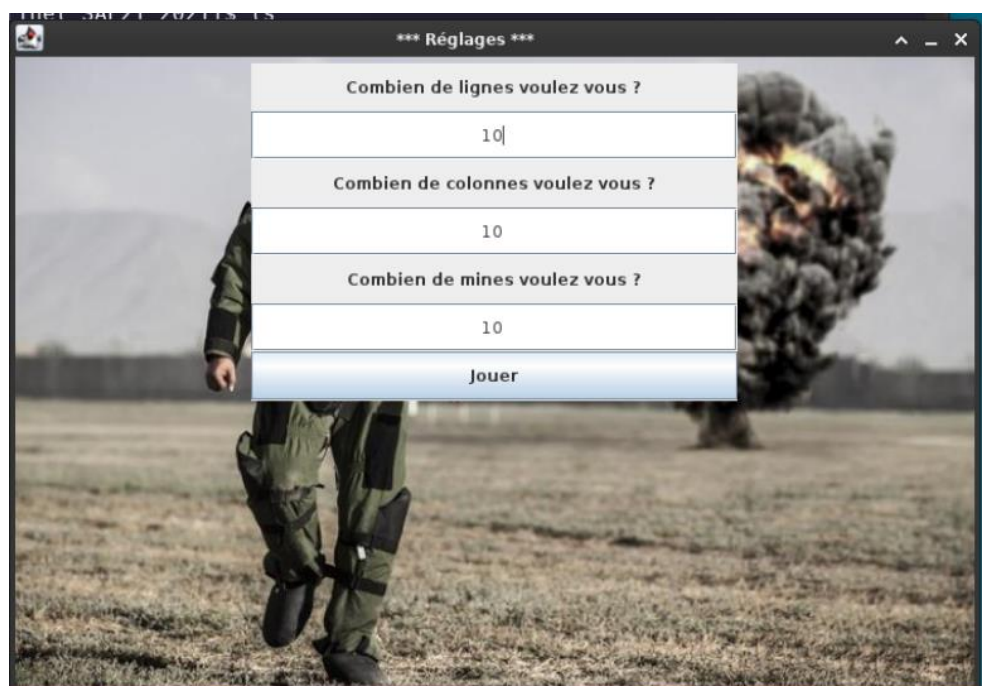 *** Réglages ***
Combien de lignes voulez vous ?
10
Combien de colonnes voulez vous ?
10
Combien de mines voulez vous ?
10
Jouer